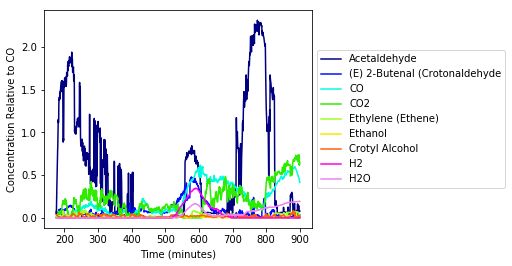 Concentration Relative to CO
2.0
1.5
1.0
0.5
0.0
200
300
400
500
600
700
800
900
Time (minutes)
Acetaldehyde
(E) 2-Butenal (Crotonaldehyde
CO
CO2
Ethylene (Ethene)
Ethanol
Crotyl Alcohol
H2
H2O